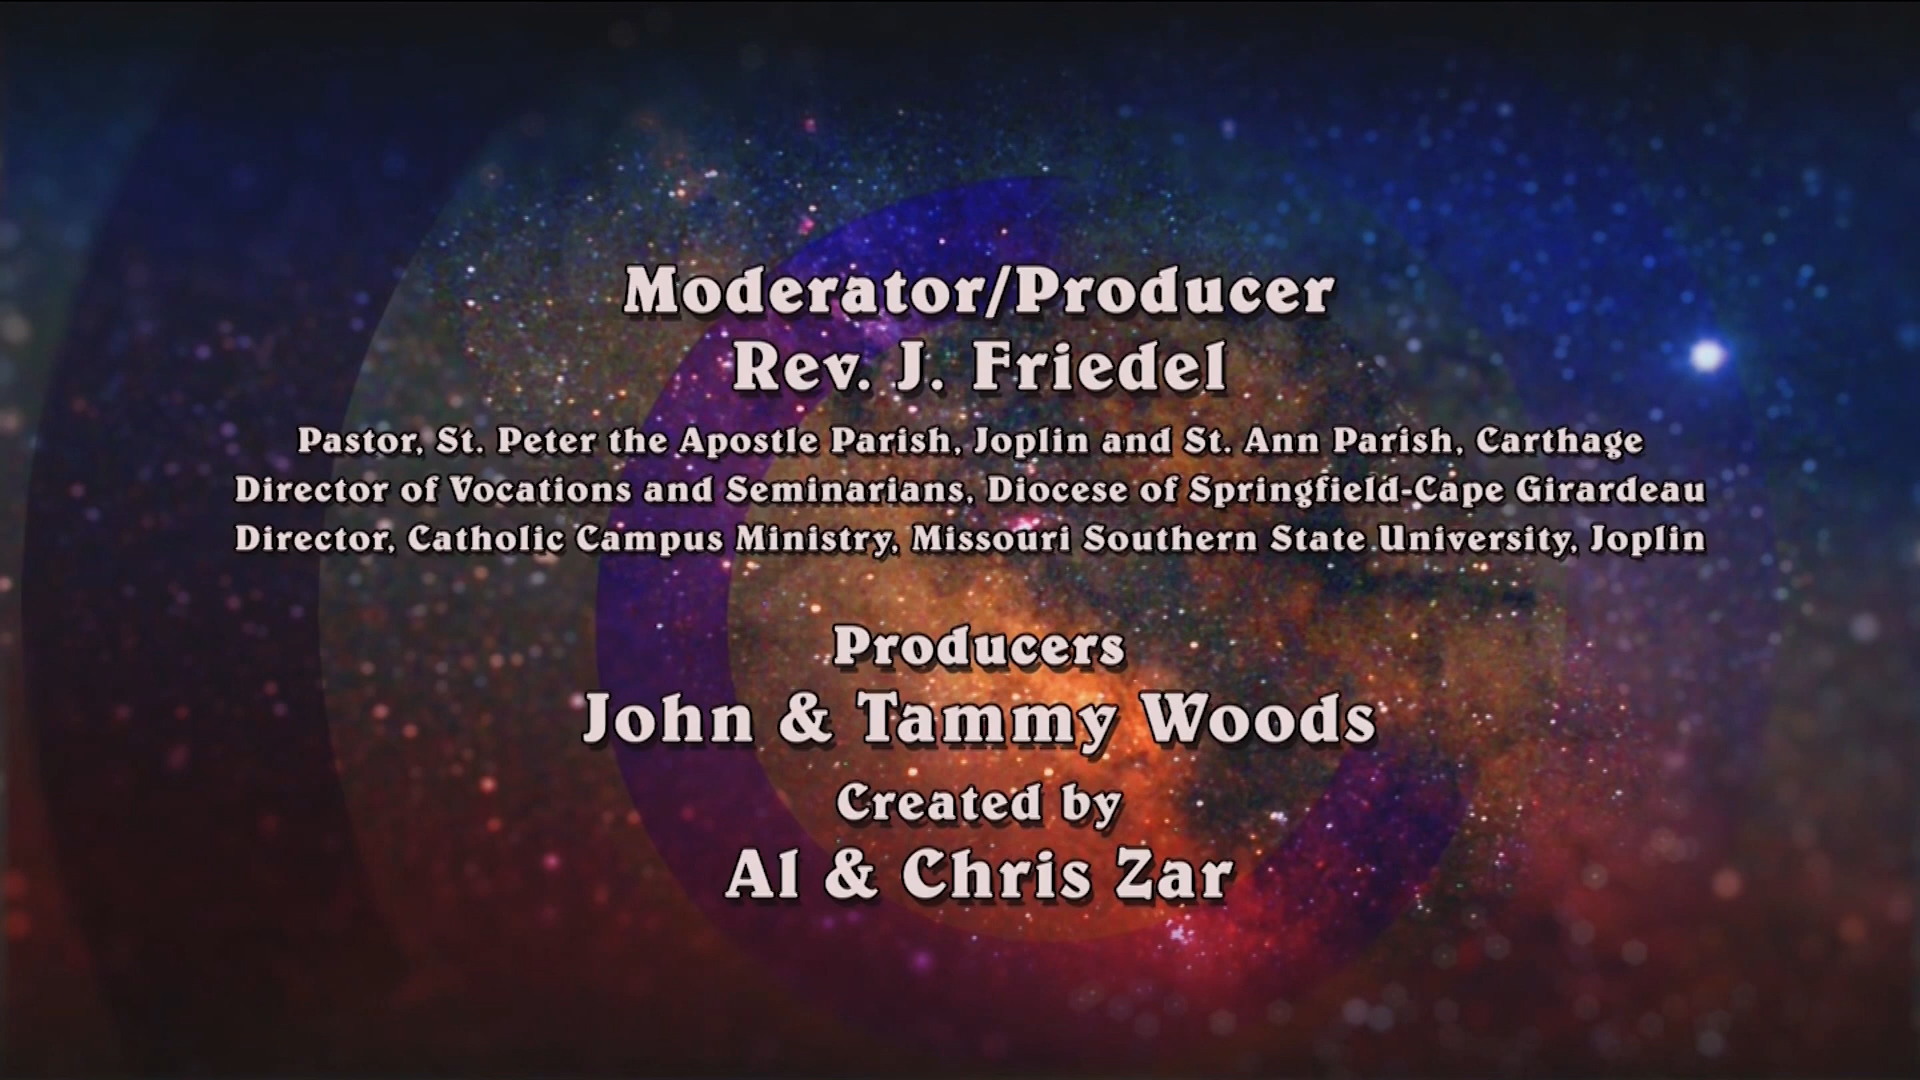 Moderator/Producer
Rev. J. Friedel
Pastor, St. Peter the Apostle Parish, Joplin and St. Ann Parish, Carthage
Director of Vocations and Seminarians, Diocese of Springfield-Cape Girardeau
Director, Catholic Campus Ministry, Missouri Southern State University, Joplin
Producers
John & Tammy Woods
Created by
Al & Chris Zar